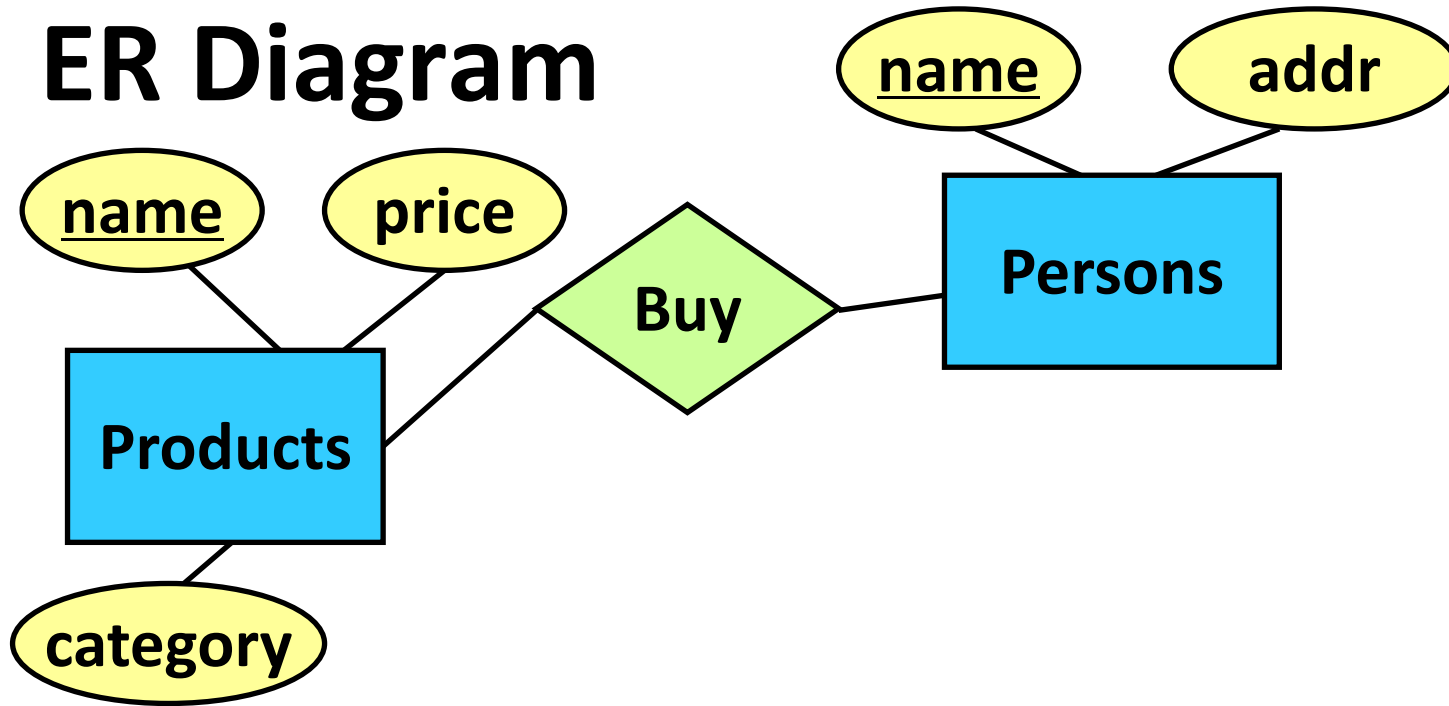 ER Diagram
name
addr
name
price
Buy
Persons
Products
category